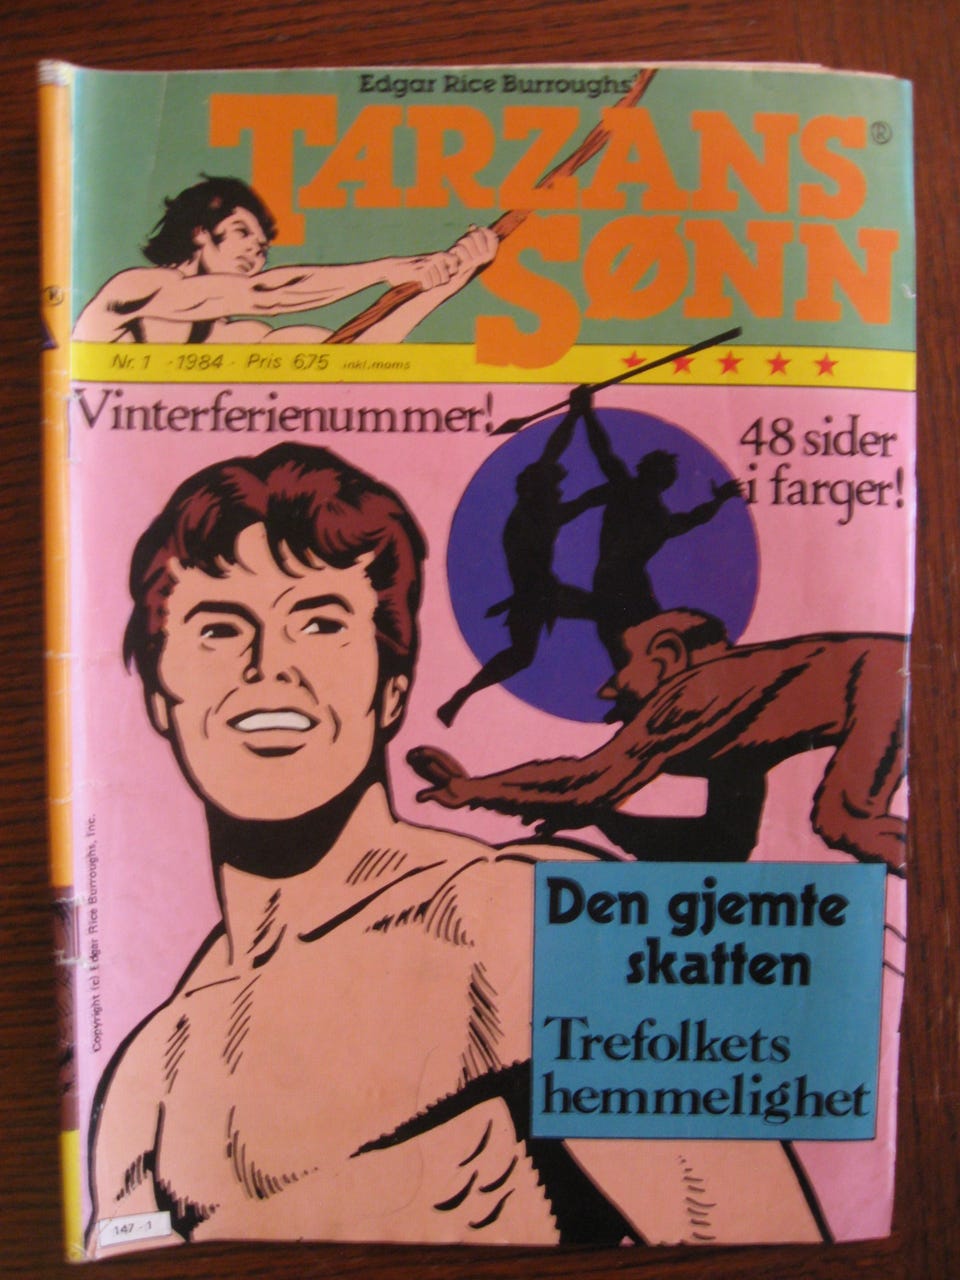 Edgar Rice Burroughs'
TARZANS
SØNN
®
Nr. 1 - 1984 - Pris 6,75 inkl. moms
Vinterferienummer!
48 sider
i farger!
Den gjemte
skatten
Trefolkets
hemmelighet
Copyright (c) Edgar Rice Burroughs, Inc.
147 - 1
®